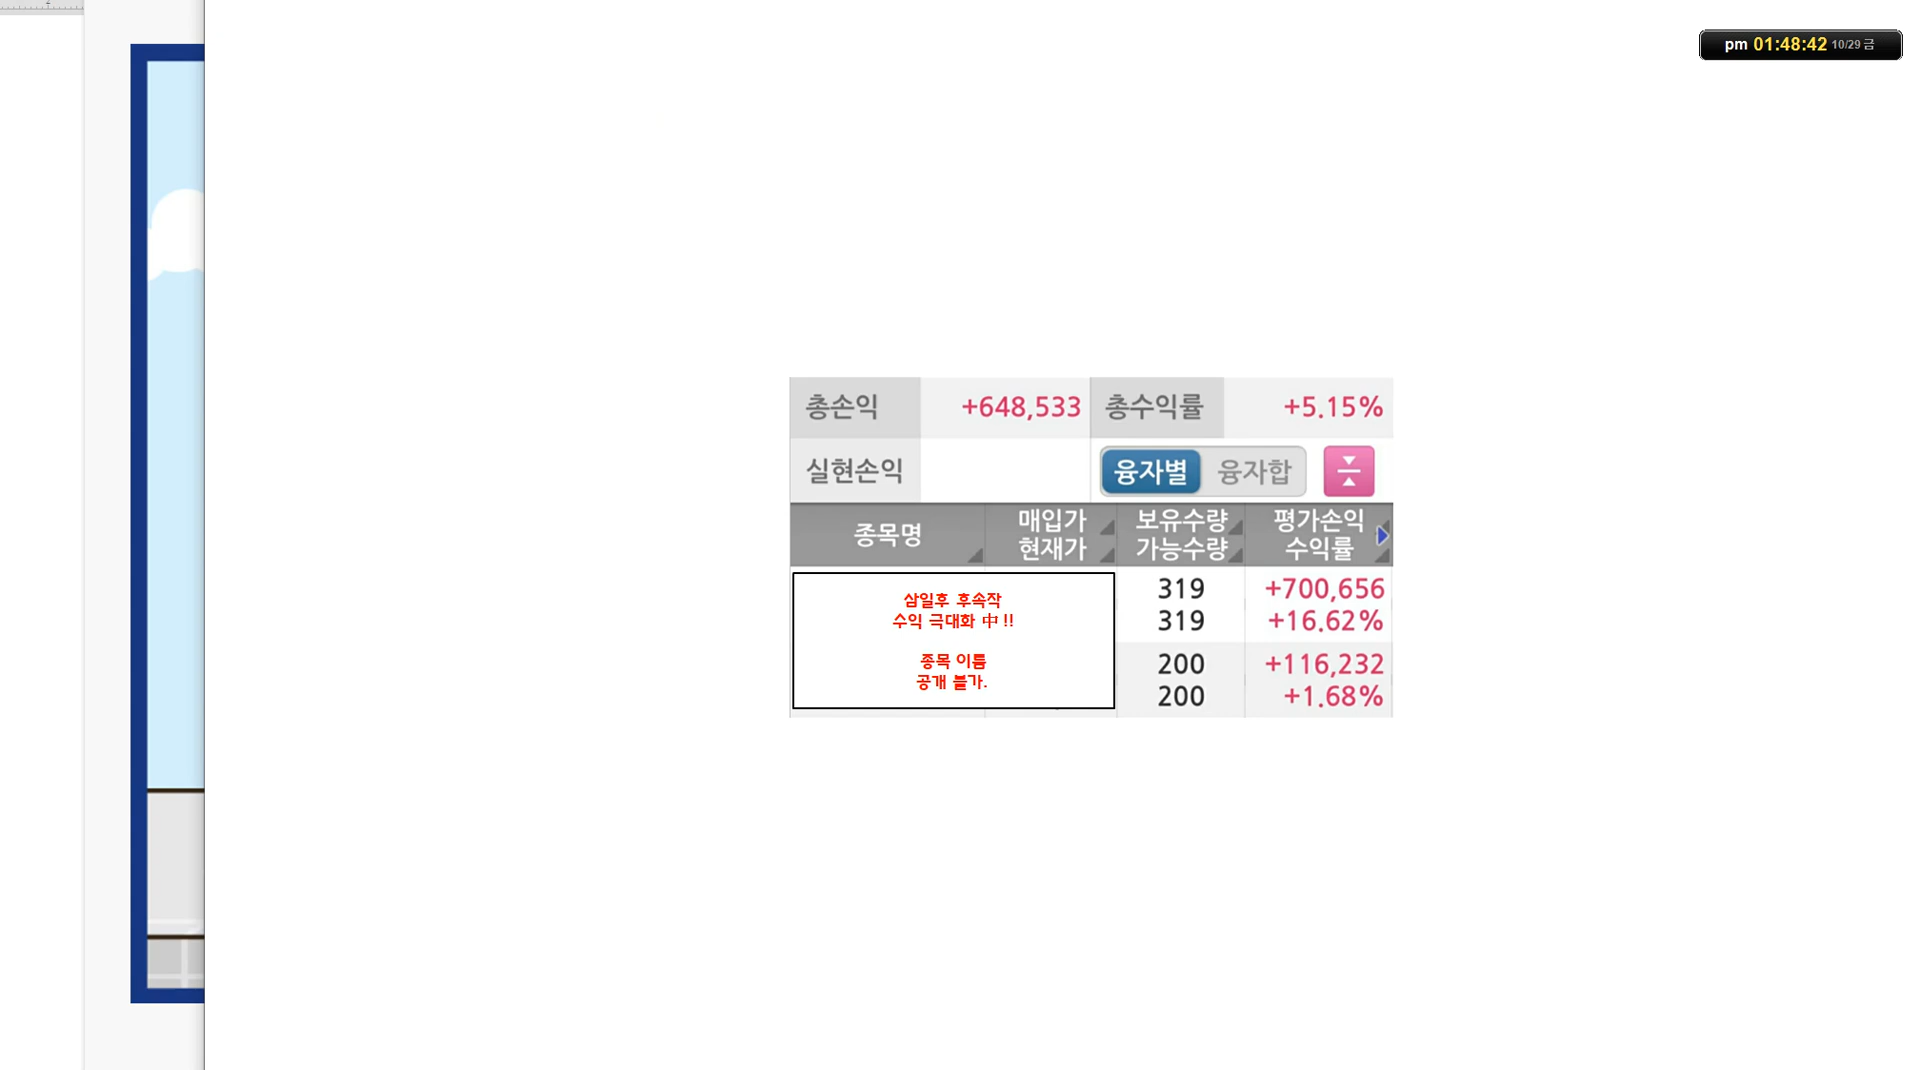 pm 01:48:42 10/29 금
총손익 +648,533 총수익률 +5.15%
실현손익 융자별 융자합
종목명 매입가 보유수량 평가손익
현재가 가능수량 수익률
삼일후 후속작
수익 극대화 中 !!
종목 이름
공개 불가.
319 +700,656
319 +16.62%
200 +116,232
200 +1.68%